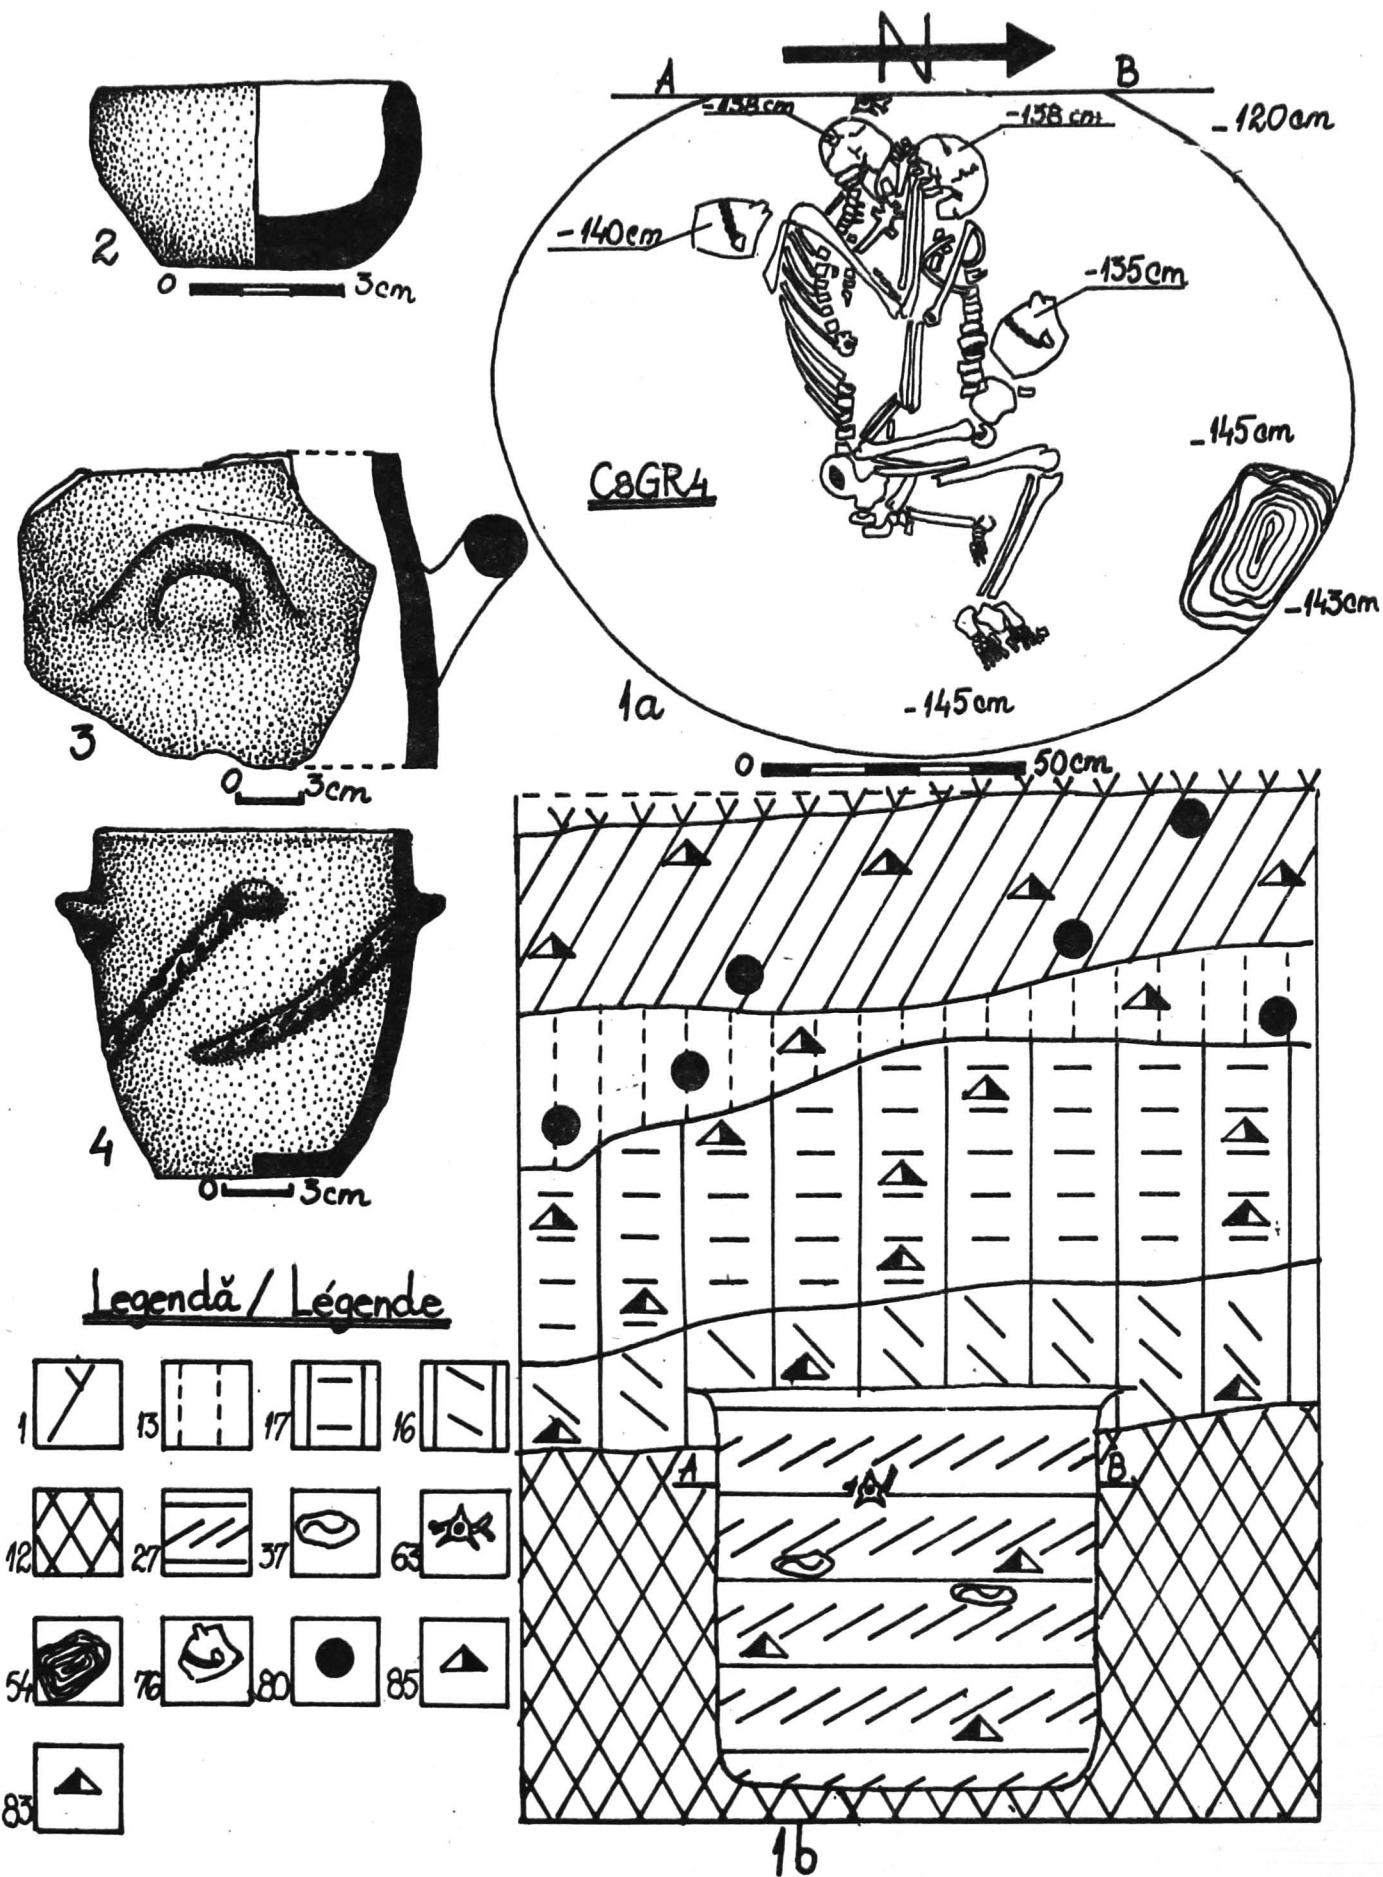 N
A B
-138cm -138cm -120cm
-140cm
-135cm
2
0 3cm
-145cm
CaGR4
-143cm
1a
-145cm
3
0 3cm
0 50cm
4
0 3cm
Legendă / Légende
1 13 17 16
A B
12 27 37 63
54 76 80 85
83
1b